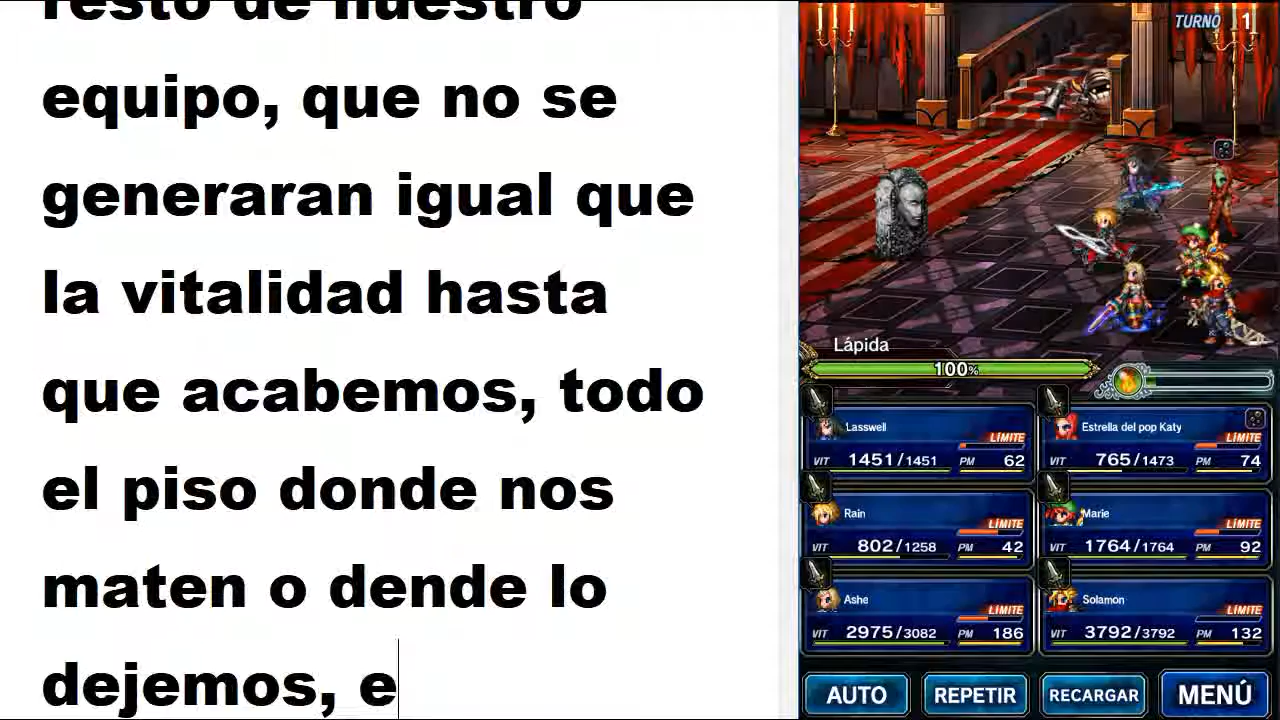 resto de nuestro
equipo, que no se
generaran igual que
la vitalidad hasta
que acabemos, todo
el piso donde nos
maten o dende lo
dejemos, e
TURNO 1
Lápida
100%
Lasswell
LÍMITE
VIT 1451/1451 PM 62
Estrella del pop Katy
LÍMITE
VIT 765/1473 PM 74
Rain
LÍMITE
VIT 802/1258 PM 42
Marie
LÍMITE
VIT 1764/1764 PM 92
Ashe
LÍMITE
VIT 2975/3082 PM 186
Solamon
LÍMITE
VIT 3792/3792 PM 132
AUTO
REPETIR
RECARGAR
MENÚ